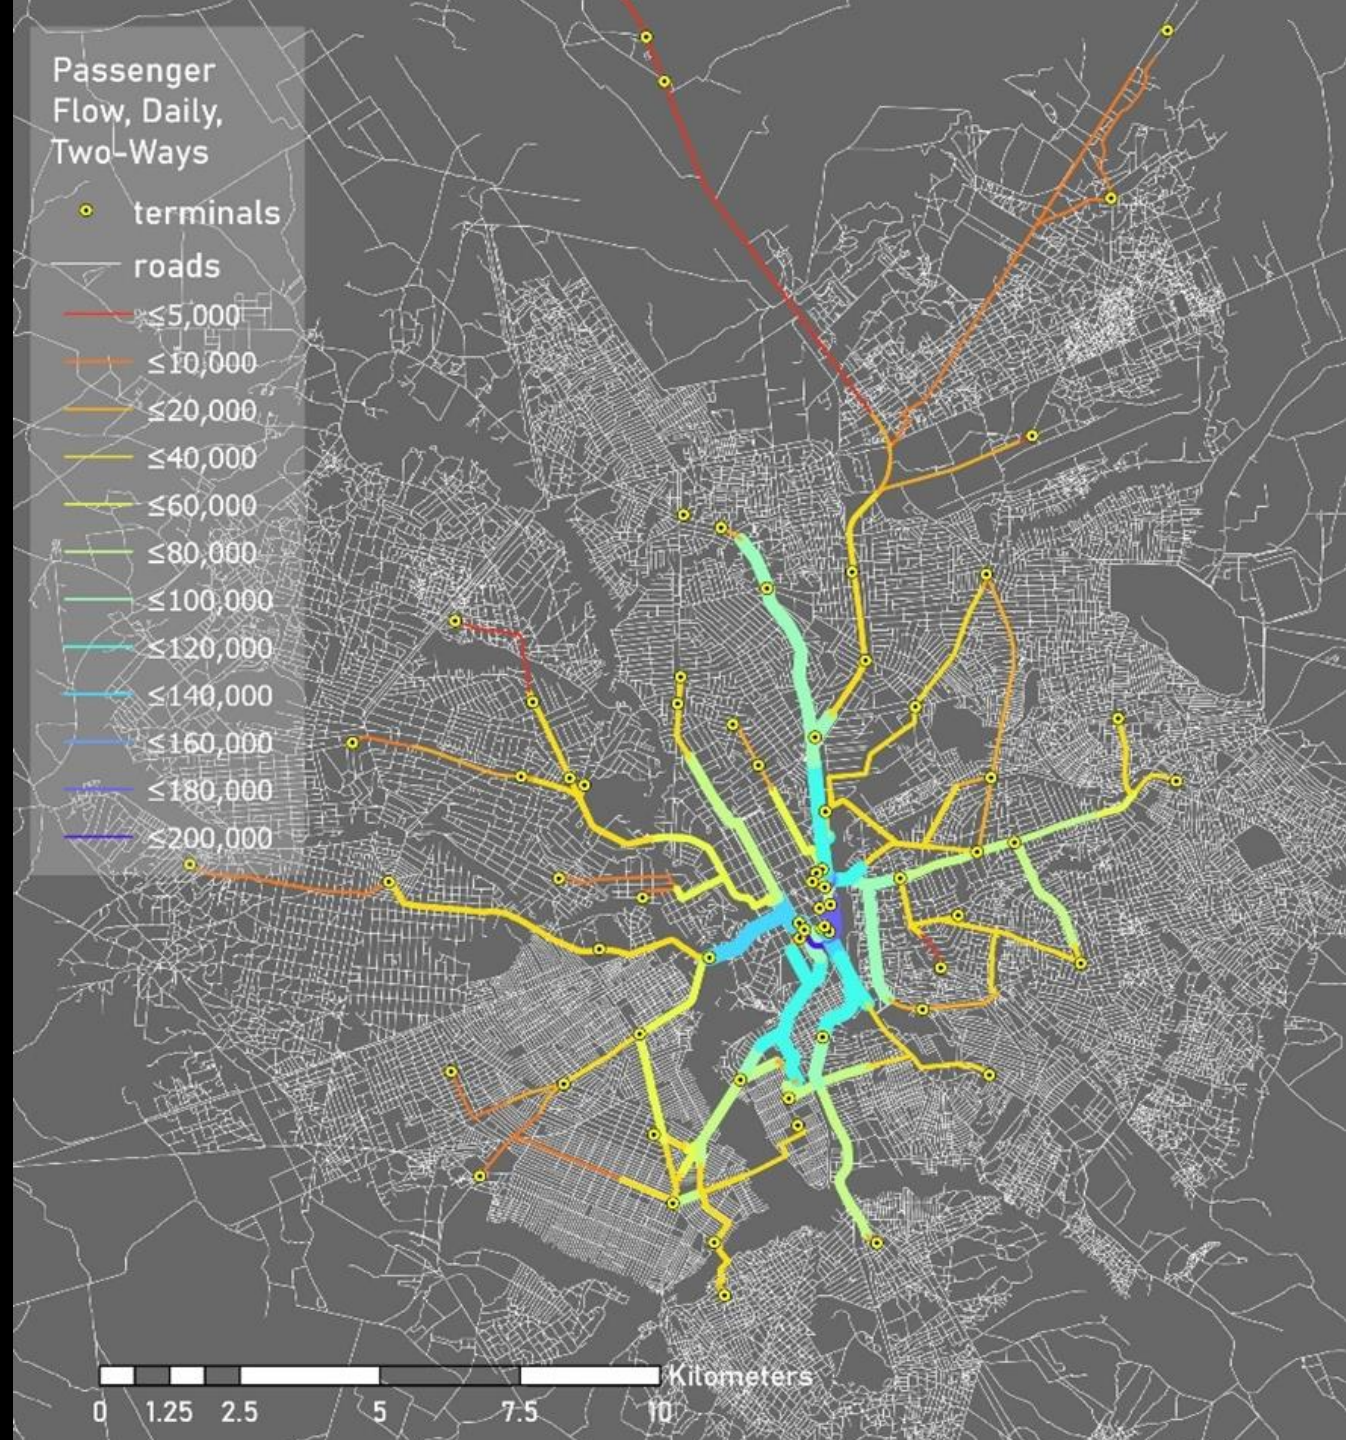 Passenger
Flow, Daily,
Two-Ways
terminals
roads
≤5,000
≤10,000
≤20,000
≤40,000
≤60,000
≤80,000
≤100,000
≤120,000
≤140,000
≤160,000
≤180,000
≤200,000
Kilometers
0 1.25 2.5 5 7.5 10